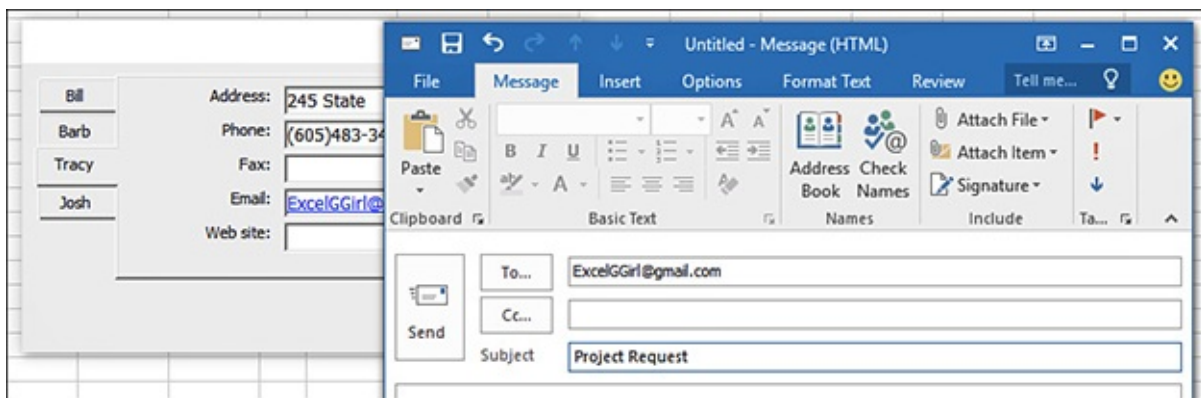 Untitled - Message (HTML)
File Message Insert Options Format Text Review Tell me...
Bill
Barb
Tracy
Josh
Address: 245 State
Phone: (605)483-34
Fax:
Email: ExcelGGirl@
Web site:
Paste
B I U
A
Address Book
Check Names
Attach File
Attach Item
Signature
Clipboard Basic Text Names Include Ta...
Send
To... ExcelGGirl@gmail.com
Cc...
Subject Project Request